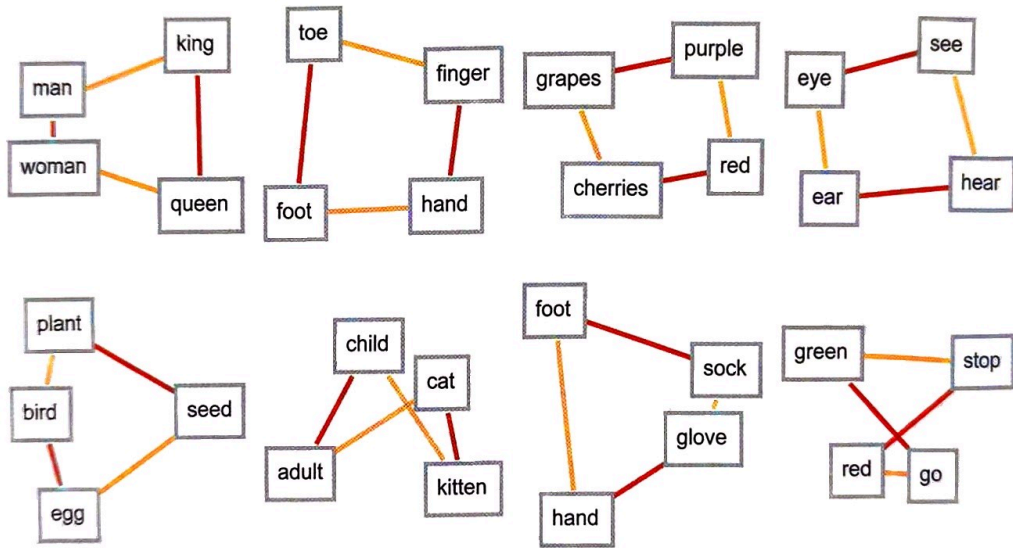 man
king
woman
queen
toe
finger
foot
hand
grapes
purple
cherries
red
eye
see
ear
hear
plant
bird
seed
egg
child
cat
adult
kitten
foot
sock
glove
hand
green
stop
red
go